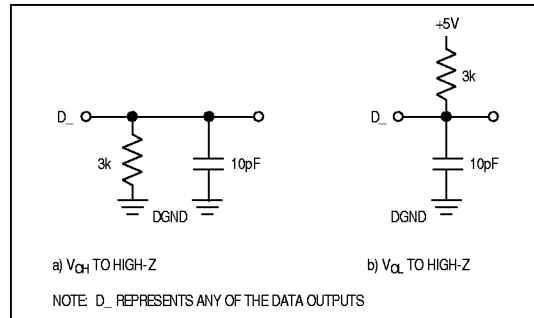 +5V
3k
D_
D_
3k
10pF
10pF
DGND
DGND
a) VOH TO HIGH-Z
b) VOL TO HIGH-Z
NOTE: D_ REPRESENTS ANY OF THE DATA OUTPUTS